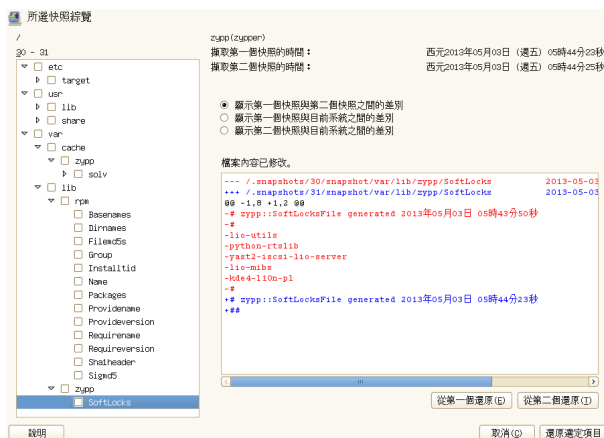 所選快照綜覽
/
30 - 31
etc
target
usr
lib
share
var
cache
zypp
solv
lib
rpm
Basenames
Dirnames
Filemd5s
Group
Installtid
Name
Packages
Providename
Provideversion
Requirename
Requireversion
Sha1header
Sigmd5
zypp
SoftLocks
zypp(zypper)
擷取第一個快照的時間： 西元2013年05月03日 (週五) 05時44分23秒
擷取第二個快照的時間： 西元2013年05月03日 (週五) 05時44分25秒
顯示第一個快照與第二個快照之間的差別
顯示第一個快照與目前系統之間的差別
顯示第二個快照與目前系統之間的差別
檔案內容已修改。
--- /.snapshots/30/snapshot/var/lib/zypp/SoftLocks 2013-05-03
+++ /.snapshots/31/snapshot/var/lib/zypp/SoftLocks 2013-05-03
@@ -1,8 +1,2 @@
-# zypp::SoftLocksFile generated 2013年05月03日 05時43分50秒
-#
-lio-utils
-python-rtslib
-yast2-iscsi-lio-server
-lio-mibs
-kde4-l10n-pl
-#
+# zypp::SoftLocksFile generated 2013年05月03日 05時44分23秒
+##
從第一個還原(E) 從第二個還原(T)
說明 取消(C) 還原選定項目